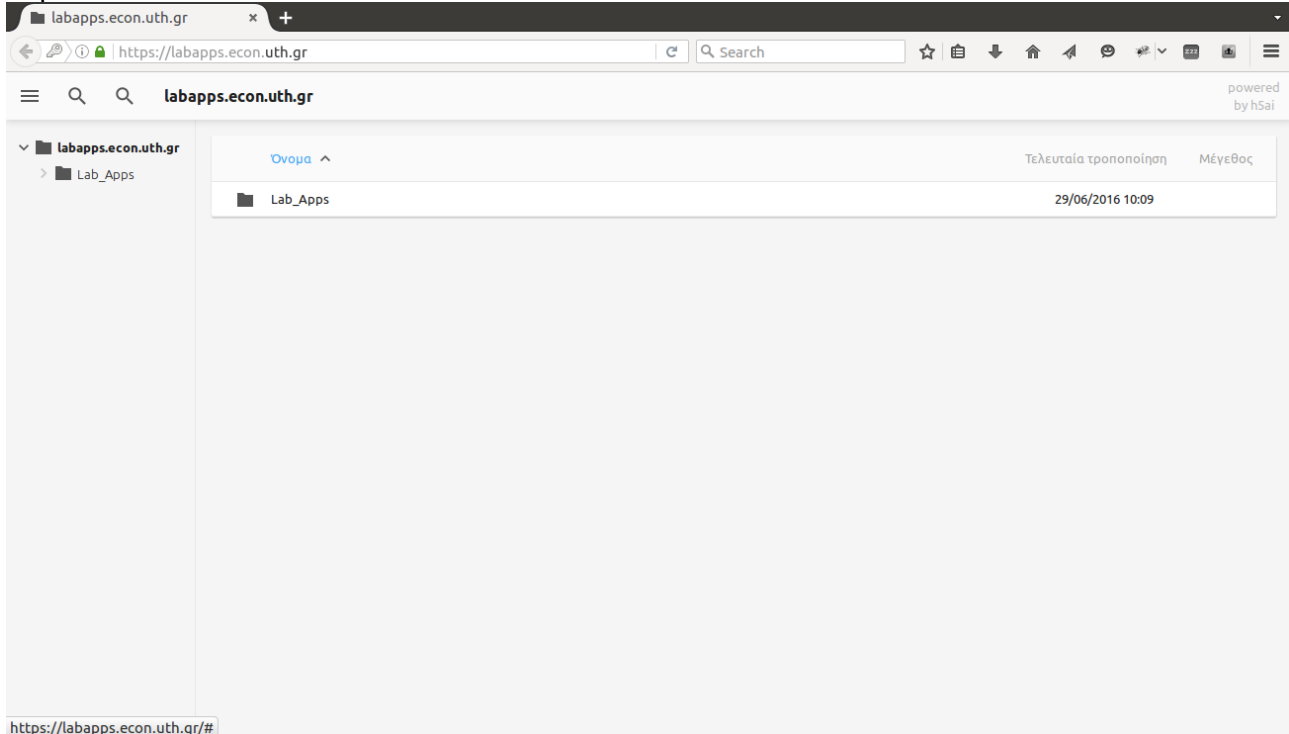 labapps.econ.uth.gr
https://labapps.econ.uth.gr
Search
labapps.econ.uth.gr
powered
by h5ai
labapps.econ.uth.gr
Lab_Apps
Όνομα
Τελευταία τροποποίηση
Μέγεθος
Lab_Apps
29/06/2016 10:09
https://labapps.econ.uth.gr/#